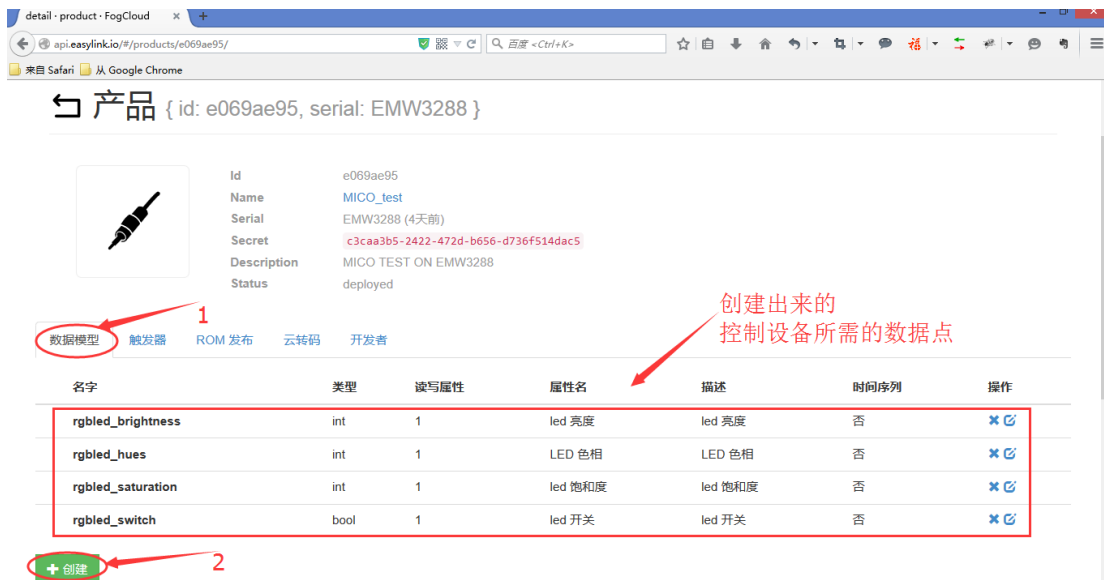 detail · product · FogCloud
api.easylink.io/#/products/e069ae95/
百度 <Ctrl+K>
来自 Safari 从 Google Chrome
产品 { id: e069ae95, serial: EMW3288 }
Id e069ae95
Name MICO_test
Serial EMW3288 (4天前)
Secret c3caa3b5-2422-472d-b656-d736f514dac5
Description MICO TEST ON EMW3288
Status deployed
创建出来的
控制设备所需的数据点
1
数据模型 触发器 ROM 发布 云转码 开发者
名字 类型 读写属性 属性名 描述 时间序列 操作
rgbled_brightness int 1 led 亮度 led 亮度 否
rgbled_hues int 1 LED 色相 LED 色相 否
rgbled_saturation int 1 led 饱和度 led 饱和度 否
rgbled_switch bool 1 led 开关 led 开关 否
+ 创建 2